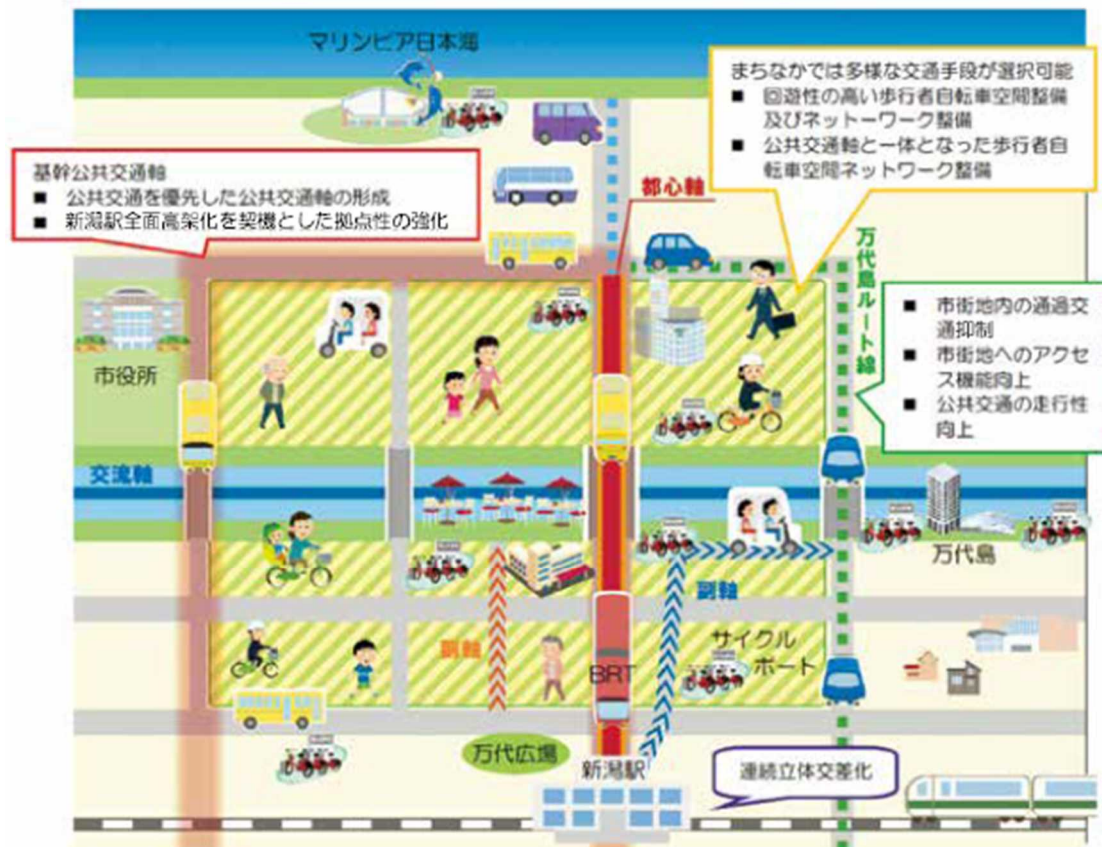 マリンピア日本海
まちなかでは多様な交通手段が選択可能
■ 回遊性の高い歩行者自転車空間整備
及びネットーワーク整備
■ 公共交通軸と一体となった歩行者自
転車空間ネットワーク整備
基幹公共交通軸
■ 公共交通を優先した公共交通軸の形成
■ 新潟駅全面高架化を契機とした拠点性の強化
都心軸
万代島ルート線
■ 市街地内の通過交
通抑制
■ 市街地へのアクセ
ス機能向上
■ 公共交通の走行性
向上
市役所
交流軸
万代島
副軸
副軸
サイクル
ポート
BRT
万代広場
新潟駅
連続立体交差化